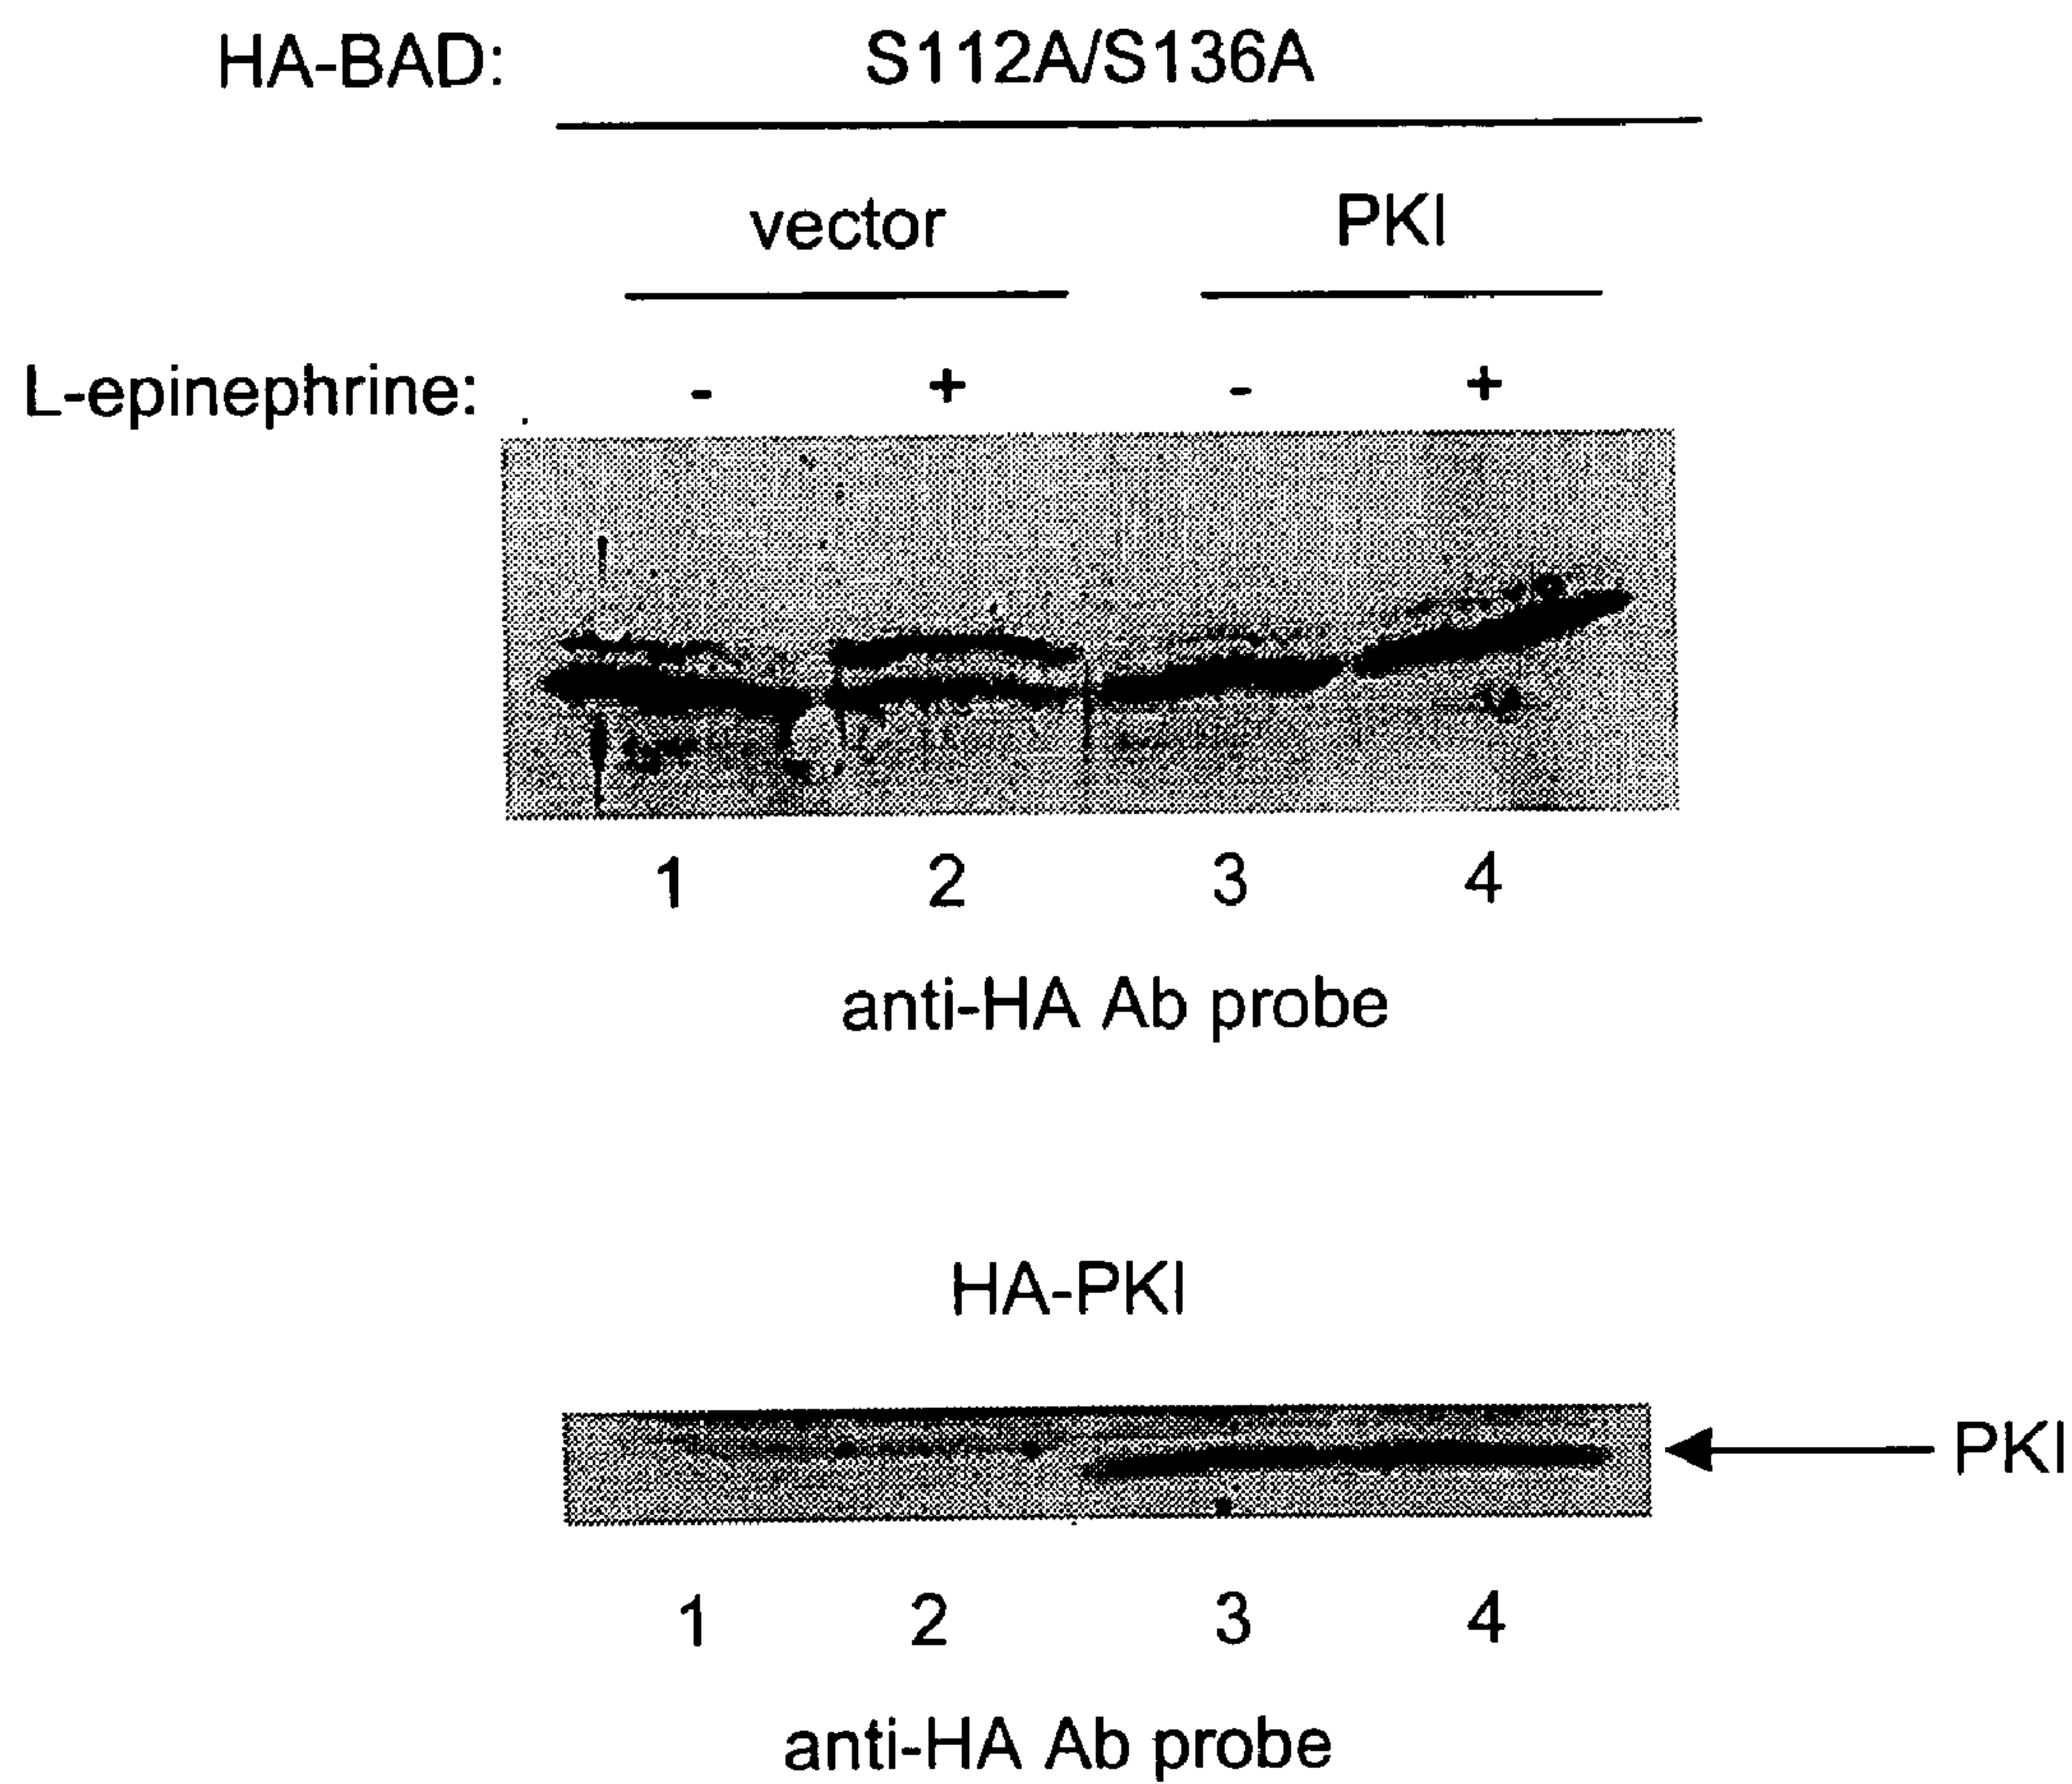 HA-BAD: S112A/S136A
vector PKI
L-epinephrine: - + - +
1 2 3 4
anti-HA Ab probe
HA-PKI
PKI
1 2 3 4
anti-HA Ab probe